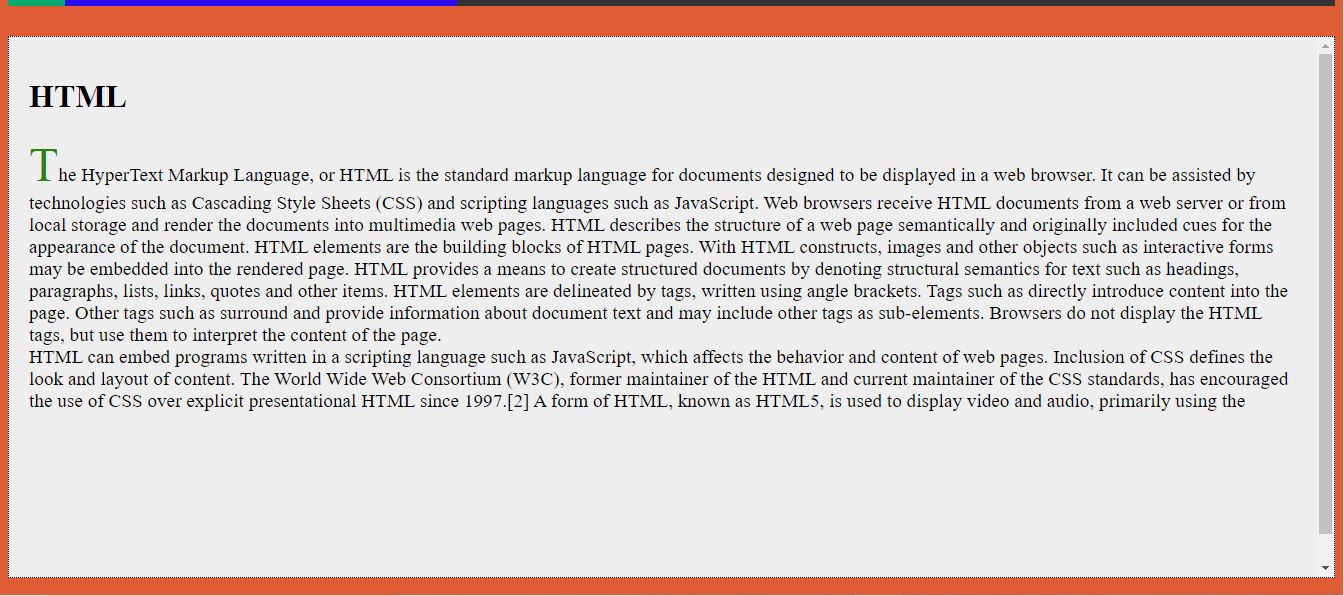 HTML
The HyperText Markup Language, or HTML is the standard markup language for documents designed to be displayed in a web browser. It can be assisted by
technologies such as Cascading Style Sheets (CSS) and scripting languages such as JavaScript. Web browsers receive HTML documents from a web server or from
local storage and render the documents into multimedia web pages. HTML describes the structure of a web page semantically and originally included cues for the
appearance of the document. HTML elements are the building blocks of HTML pages. With HTML constructs, images and other objects such as interactive forms
may be embedded into the rendered page. HTML provides a means to create structured documents by denoting structural semantics for text such as headings,
paragraphs, lists, links, quotes and other items. HTML elements are delineated by tags, written using angle brackets. Tags such as directly introduce content into the
page. Other tags such as surround and provide information about document text and may include other tags as sub-elements. Browsers do not display the HTML
tags, but use them to interpret the content of the page.
HTML can embed programs written in a scripting language such as JavaScript, which affects the behavior and content of web pages. Inclusion of CSS defines the
look and layout of content. The World Wide Web Consortium (W3C), former maintainer of the HTML and current maintainer of the CSS standards, has encouraged
the use of CSS over explicit presentational HTML since 1997.[2] A form of HTML, known as HTML5, is used to display video and audio, primarily using the